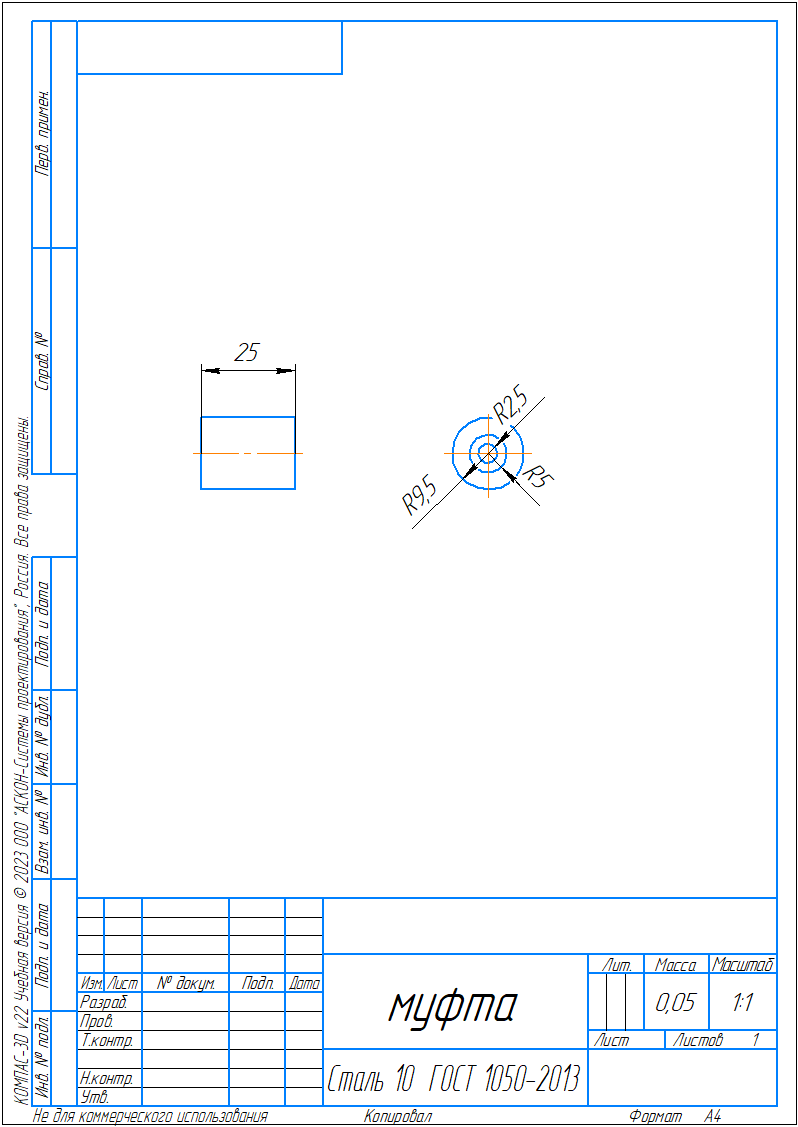 Перв. примен.
Справ. №
Подп. и дата
Инв. № дубл.
Взам. инв. №
Подп. и дата
Инв. № подл.
КОМПАС-3D v22 Учебная версия © 2023 ООО "АСКОН-Системы проектирования", Россия. Все права защищены.
25
R2,5
R9,5
R5
Изм. Лист № докум. Подп. Дата
Разраб.
Пров.
Т.контр.
Н.контр.
Утв.
муфта
Сталь 10 ГОСТ 1050-2013
Лит. Масса Масштаб
0,05 1:1
Лист Листов 1
Не для коммерческого использования Копировал Формат А4